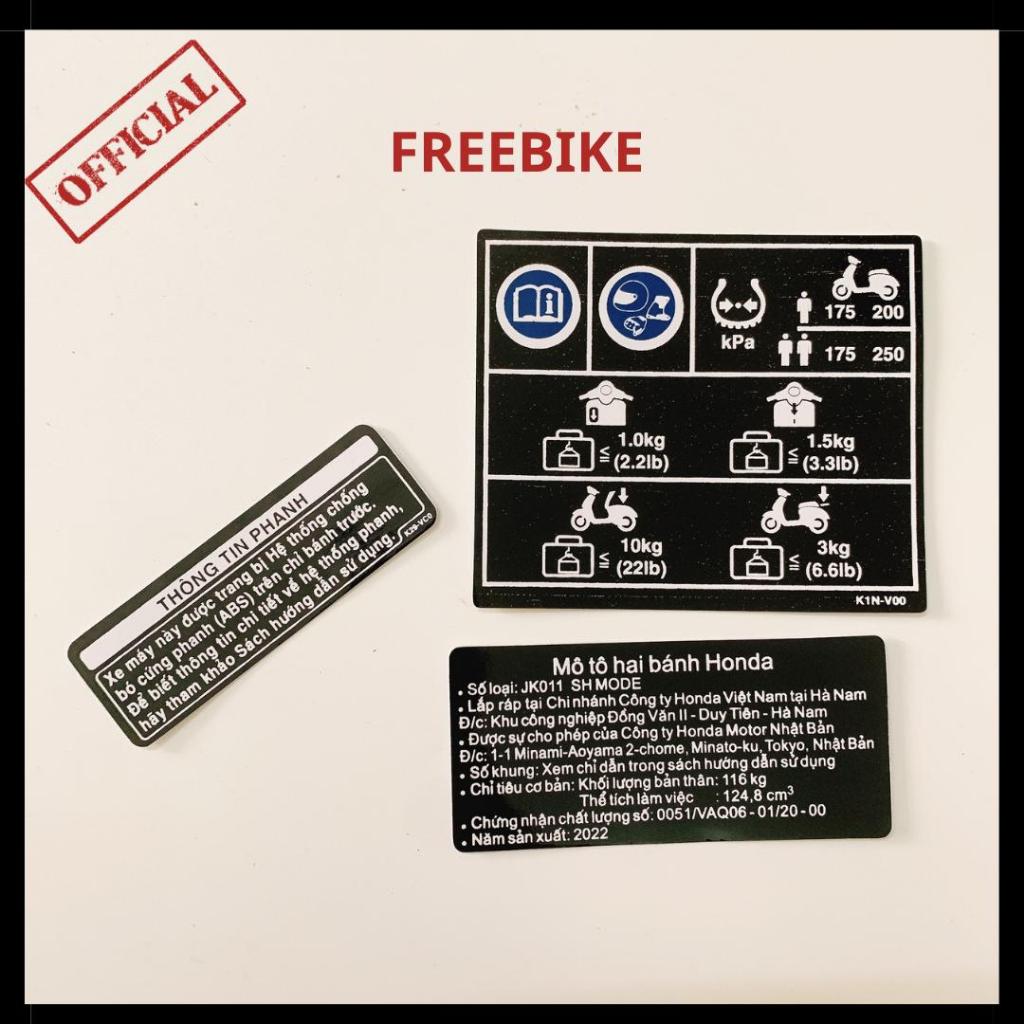 OFFICIAL
FREEBIKE
kPa
175 200
175 250
≤ 1.0kg
(2.2lb)
≤ 1.5kg
(3.3lb)
≤ 10kg
(22lb)
≤ 3kg
(6.6lb)
K1N-V00
THÔNG TIN PHANH
Xe máy này được trang bị Hệ thống chống
bó cứng phanh (ABS) trên chỉ bánh trước.
Để biết thông tin chi tiết về hệ thống phanh,
hãy tham khảo Sách hướng dẫn sử dụng.
K29-VC0
Mô tô hai bánh Honda
• Số loại: JK011 SH MODE
• Lắp ráp tại Chi nhánh Công ty Honda Việt Nam tại Hà Nam
Đ/c: Khu công nghiệp Đồng Văn II - Duy Tiên - Hà Nam
• Được sự cho phép của Công ty Honda Motor Nhật Bản
Đ/c: 1-1 Minami-Aoyama 2-chome, Minato-ku, Tokyo, Nhật Bản
• Số khung: Xem chỉ dẫn trong sách hướng dẫn sử dụng
• Chỉ tiêu cơ bản: Khối lượng bản thân: 116 kg
Thể tích làm việc : 124,8 cm³
• Chứng nhận chất lượng số: 0051/VAQ06 - 01/20 - 00
• Năm sản xuất: 2022